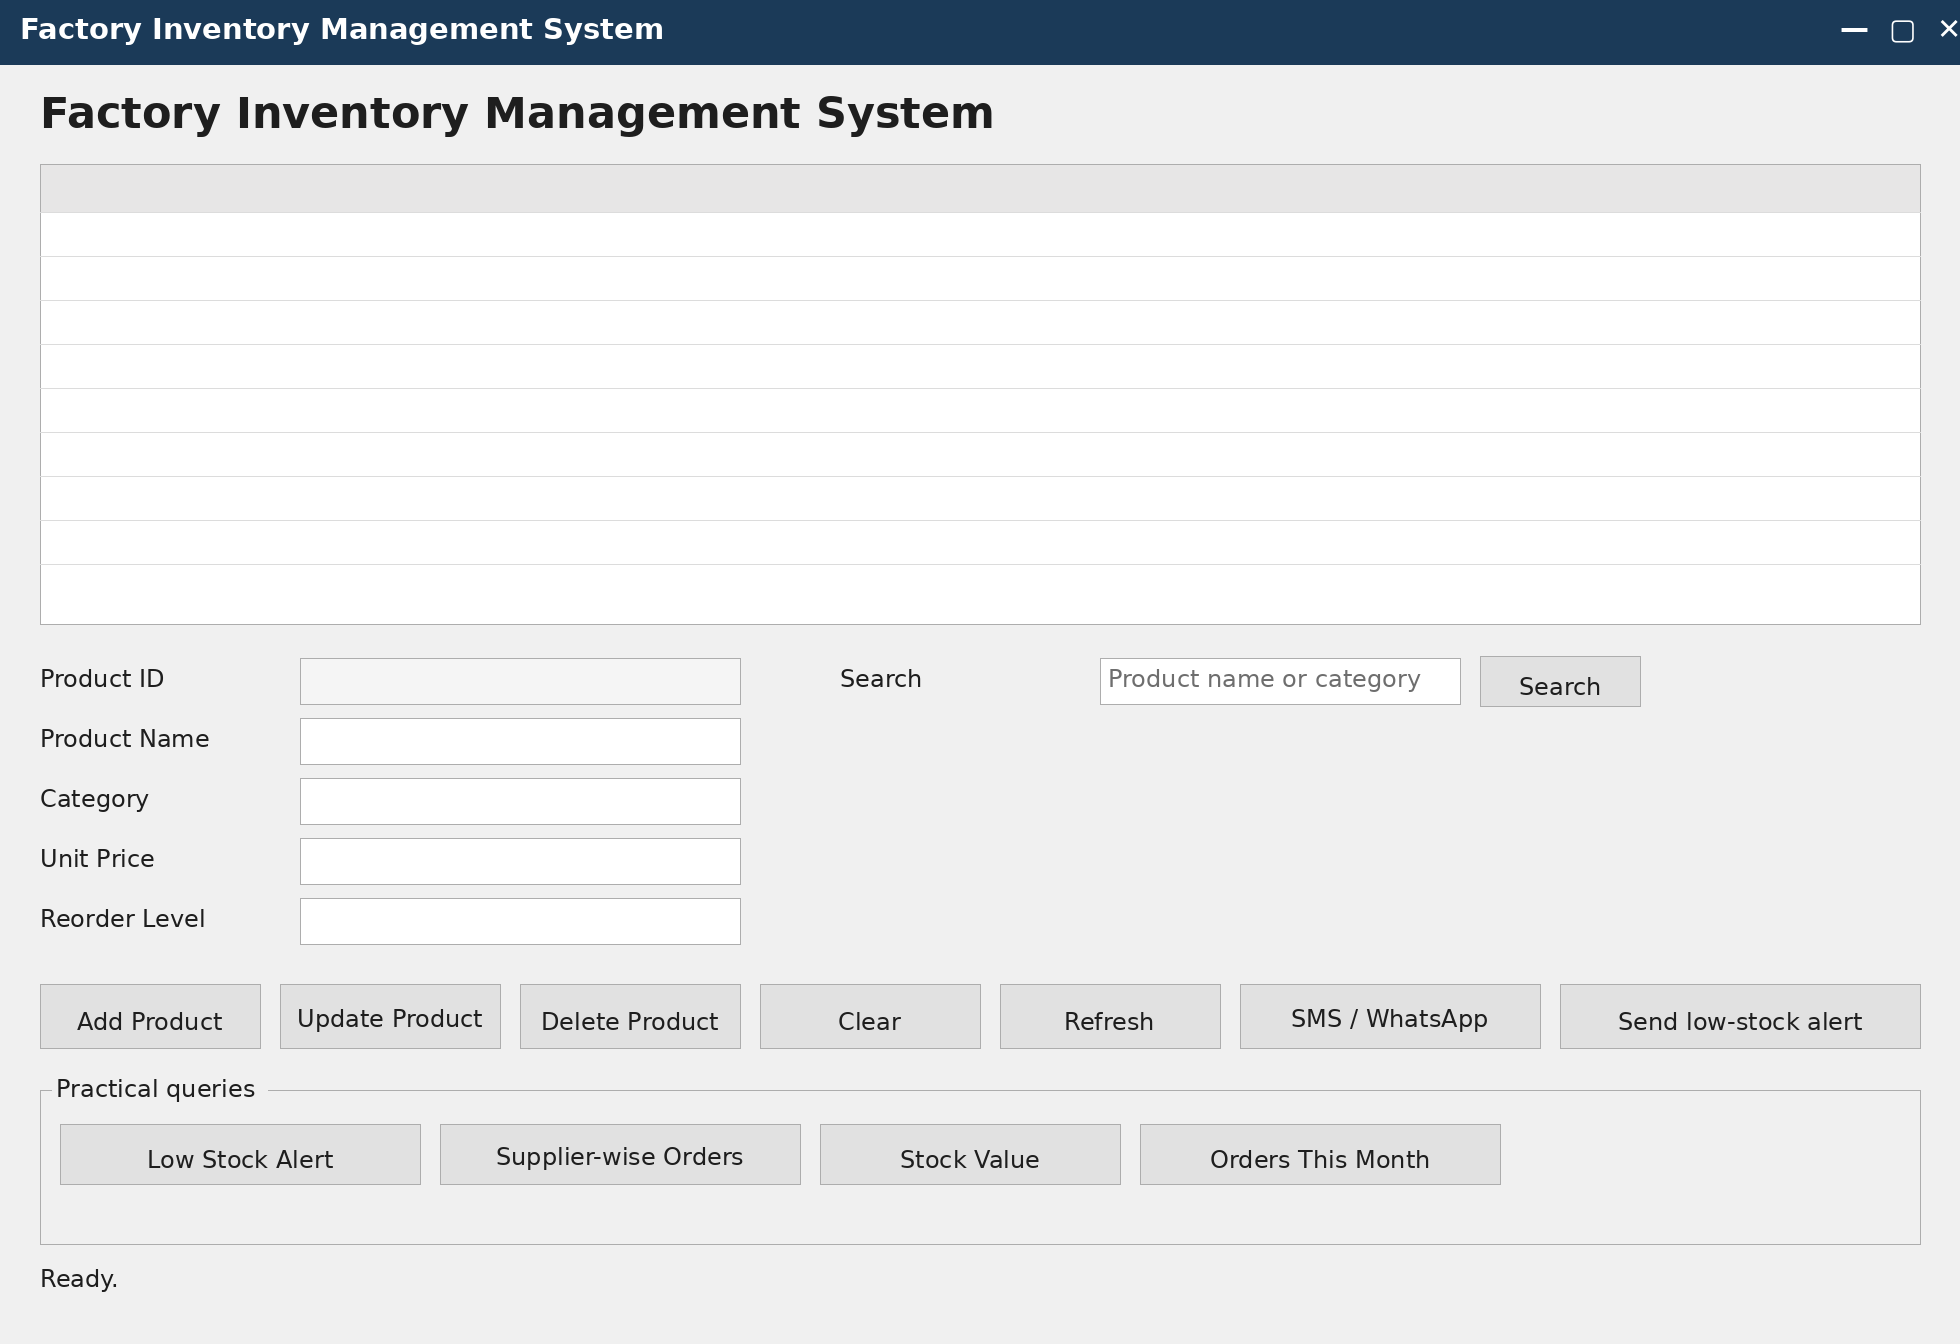 Factory Inventory Management System
Factory Inventory Management System
Product ID
Search
Product name or category
Search
Product Name
Category
Unit Price
Reorder Level
Add Product
Update Product
Delete Product
Clear
Refresh
SMS / WhatsApp
Send low-stock alert
Practical queries
Low Stock Alert
Supplier-wise Orders
Stock Value
Orders This Month
Ready.